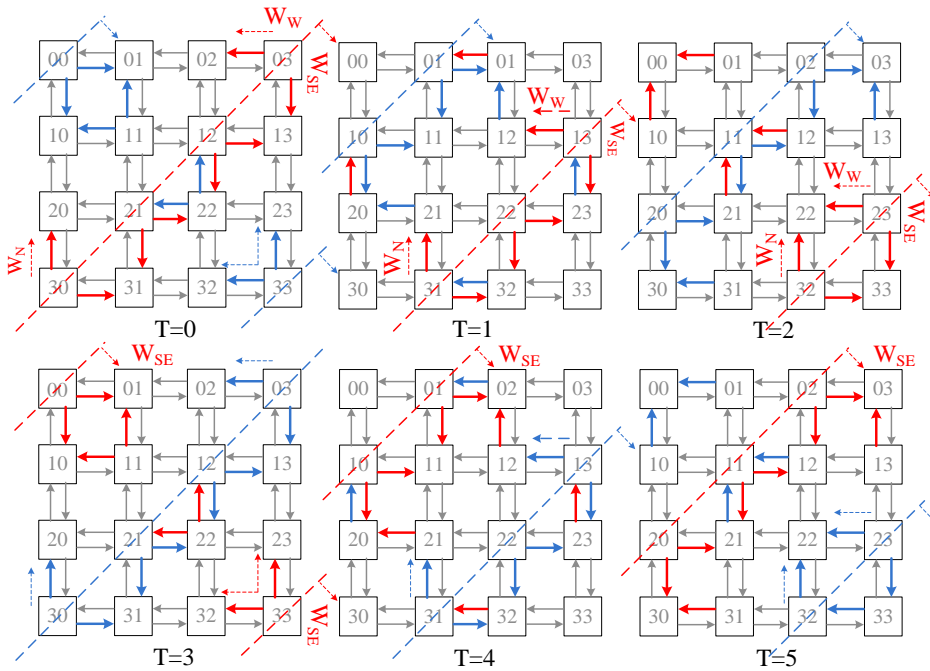 W_W
00 01 02 03
W_SE
10 11 12 13
20 21 22 23
W_N
30 31 32 33
T=0
00 01 01 03
W_W
10 11 12 13
W_SE
20 21 22 23
W_N
30 31 32 33
T=1
00 01 02 03
10 11 12 13
W_W
20 21 22 23
W_SE
W_N
30 31 32 33
T=2
W_SE
00 01 02 03
10 11 12 13
20 21 22 23
30 31 32 33
W_SE
T=3
W_SE
00 01 02 03
10 11 12 13
20 21 22 23
30 31 32 33
T=4
W_SE
00 01 02 03
10 11 12 13
20 21 22 23
30 31 32 33
T=5